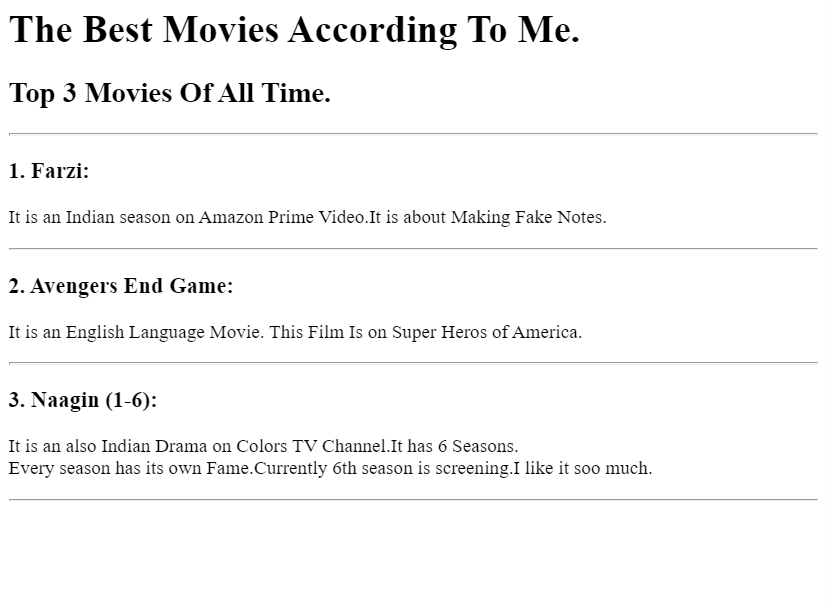 The Best Movies According To Me.
Top 3 Movies Of All Time.
1. Farzi:
It is an Indian season on Amazon Prime Video.It is about Making Fake Notes.
2. Avengers End Game:
It is an English Language Movie. This Film Is on Super Heros of America.
3. Naagin (1-6):
It is an also Indian Drama on Colors TV Channel.It has 6 Seasons.
Every season has its own Fame.Currently 6th season is screening.I like it soo much.